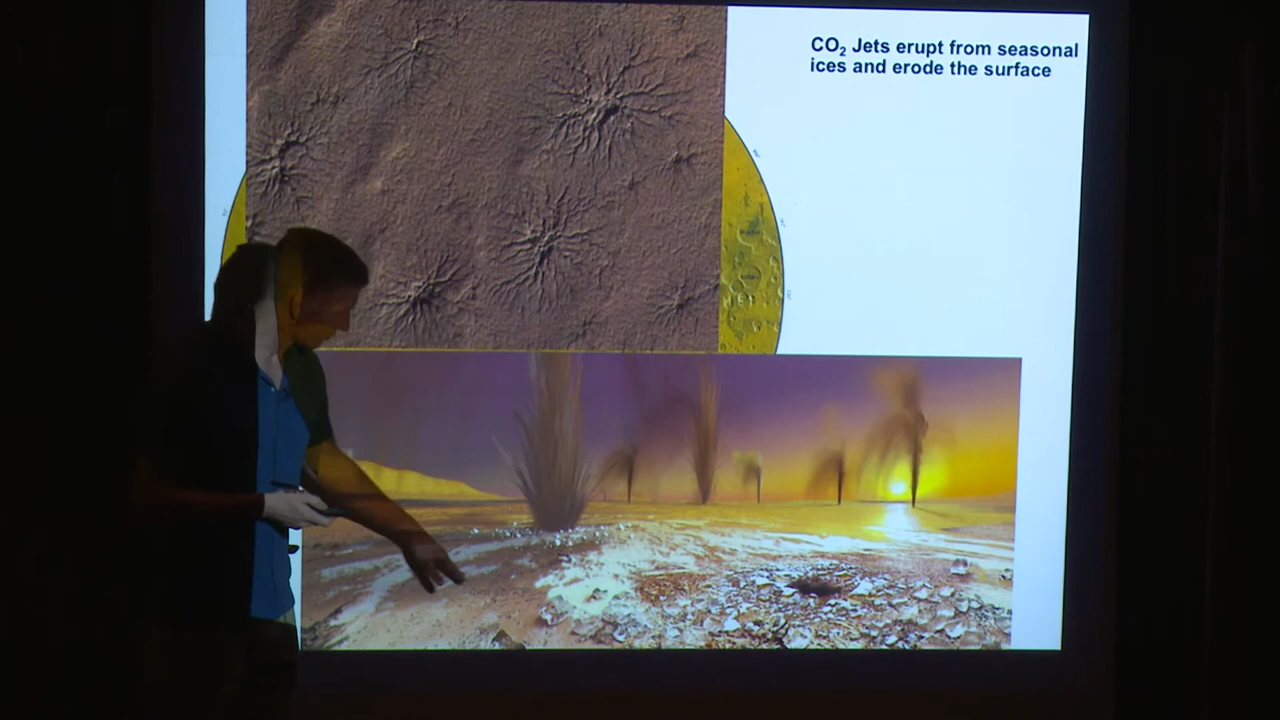 CO₂ Jets erupt from seasonal
ices and erode the surface